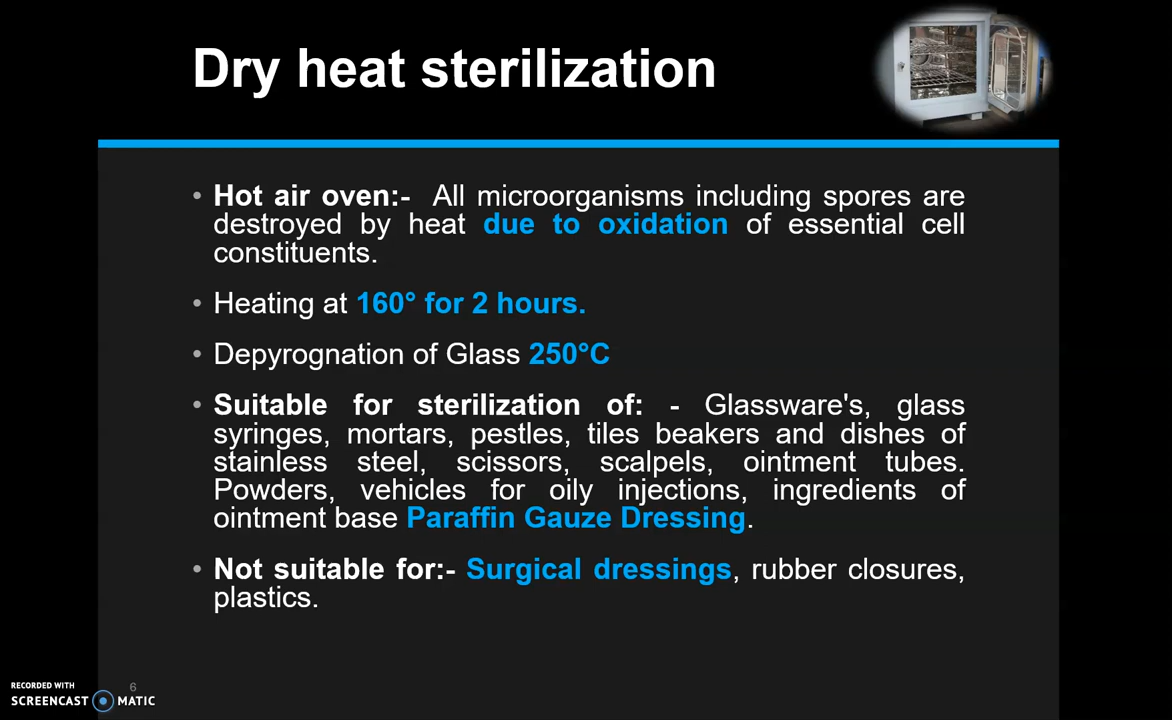 Dry heat sterilization
• Hot air oven:- All microorganisms including spores are
destroyed by heat due to oxidation of essential cell
constituents.
• Heating at 160° for 2 hours.
• Depyrognation of Glass 250°C
• Suitable for sterilization of: - Glassware's, glass
syringes, mortars, pestles, tiles beakers and dishes of
stainless steel, scissors, scalpels, ointment tubes.
Powders, vehicles for oily injections, ingredients of
ointment base Paraffin Gauze Dressing.
• Not suitable for:- Surgical dressings, rubber closures,
plastics.
6
RECORDED WITH
SCREENCAST MATIC